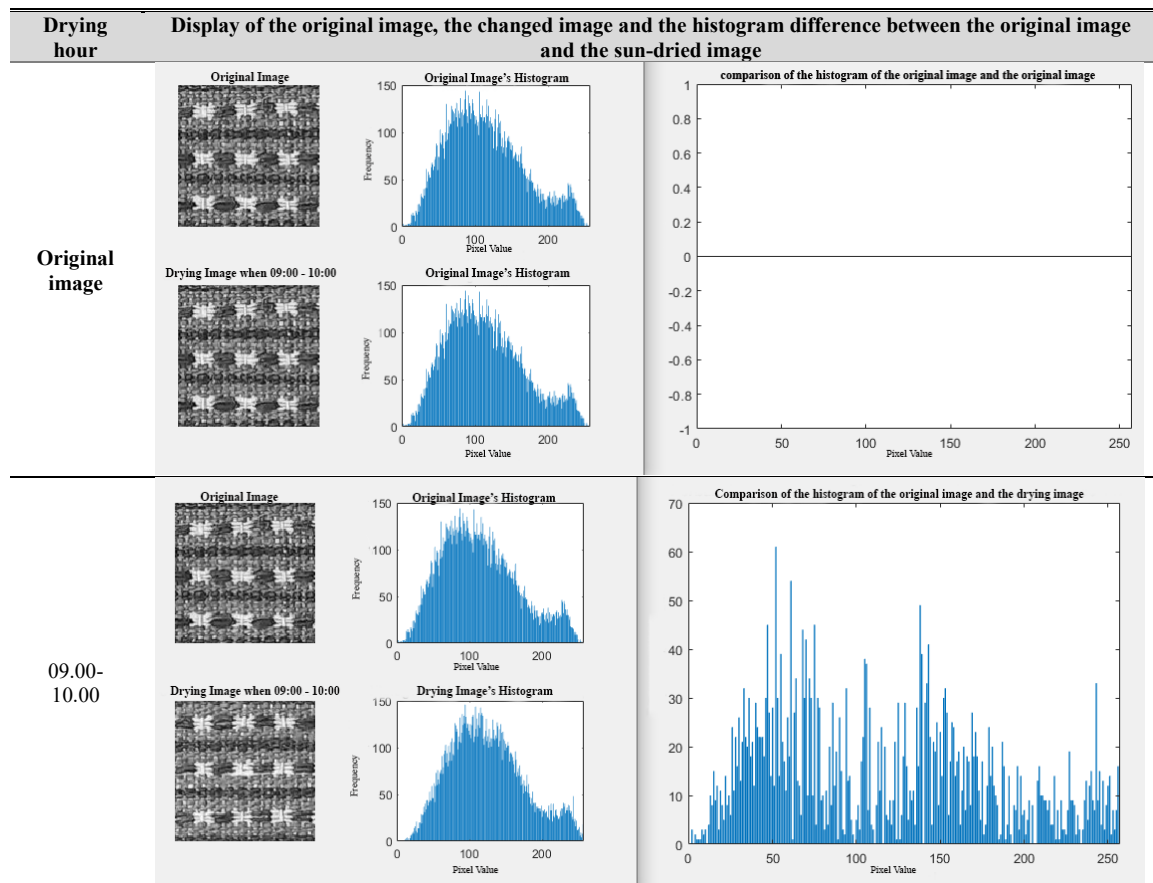 Drying
hour
Display of the original image, the changed image and the histogram difference between the original image
and the sun-dried image
Original
image
Original Image
Original Image's Histogram
150
100
50
0
Frequency
0 100 200
Pixel Value
Drying Image when 09:00 - 10:00
Original Image's Histogram
150
100
50
0
Frequency
0 100 200
Pixel Value
comparison of the histogram of the original image and the original image
1
0.8
0.6
0.4
0.2
0
-0.2
-0.4
-0.6
-0.8
-1
0 50 100 150 200 250
Pixel Value
09.00-
10.00
Original Image
Original Image's Histogram
150
100
50
0
Frequency
0 100 200
Pixel Value
Drying Image when 09:00 - 10:00
Drying Image's Histogram
150
100
50
0
Frequency
0 100 200
Pixel Value
Comparison of the histogram of the original image and the drying image
70
60
50
40
30
20
10
0
0 50 100 150 200 250
Pixel Value